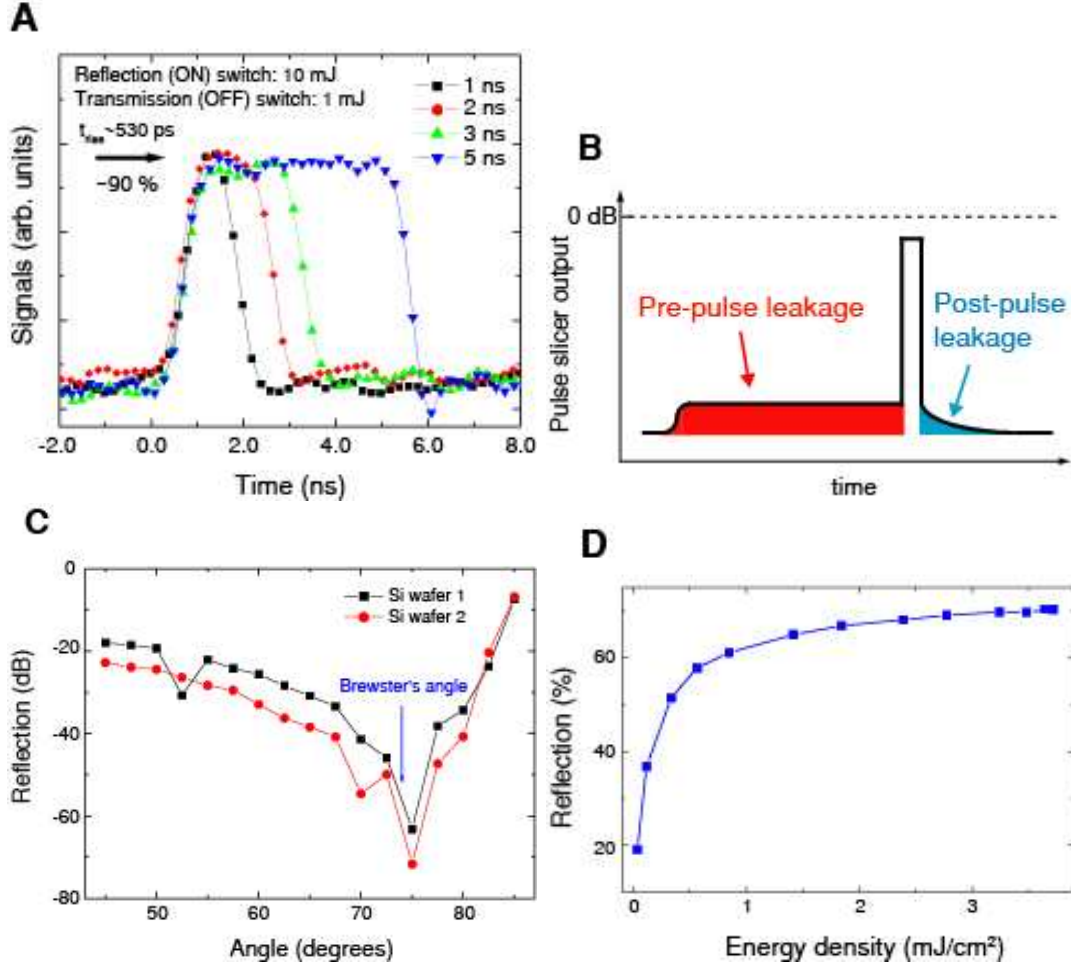 A
Reflection (ON) switch: 10 mJ
Transmission (OFF) switch: 1 mJ
t_rise~530 ps
~90 %
1 ns
2 ns
3 ns
5 ns
Signals (arb. units)
-2.0 0.0 2.0 4.0 6.0 8.0
Time (ns)
B
0 dB
Pulse slicer output
Pre-pulse leakage
Post-pulse
leakage
time
C
Si wafer 1
Si wafer 2
Brewster's angle
Reflection (dB)
0
-20
-40
-60
-80
50 60 70 80
Angle (degrees)
D
Reflection (%)
60
40
20
0 1 2 3
Energy density (mJ/cm²)